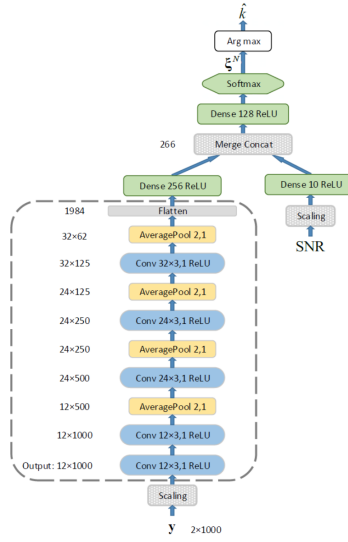 k̂
Arg max
ξᴺ
Softmax
Dense 128 ReLU
266 Merge Concat
Dense 256 ReLU Dense 10 ReLU
1984 Flatten Scaling
32×62 AveragePool 2,1 SNR
32×125 Conv 32×3,1 ReLU
24×125 AveragePool 2,1
24×250 Conv 24×3,1 ReLU
24×250 AveragePool 2,1
24×500 Conv 24×3,1 ReLU
12×500 AveragePool 2,1
12×1000 Conv 12×3,1 ReLU
Output: 12×1000 Conv 12×3,1 ReLU
Scaling
y 2×1000